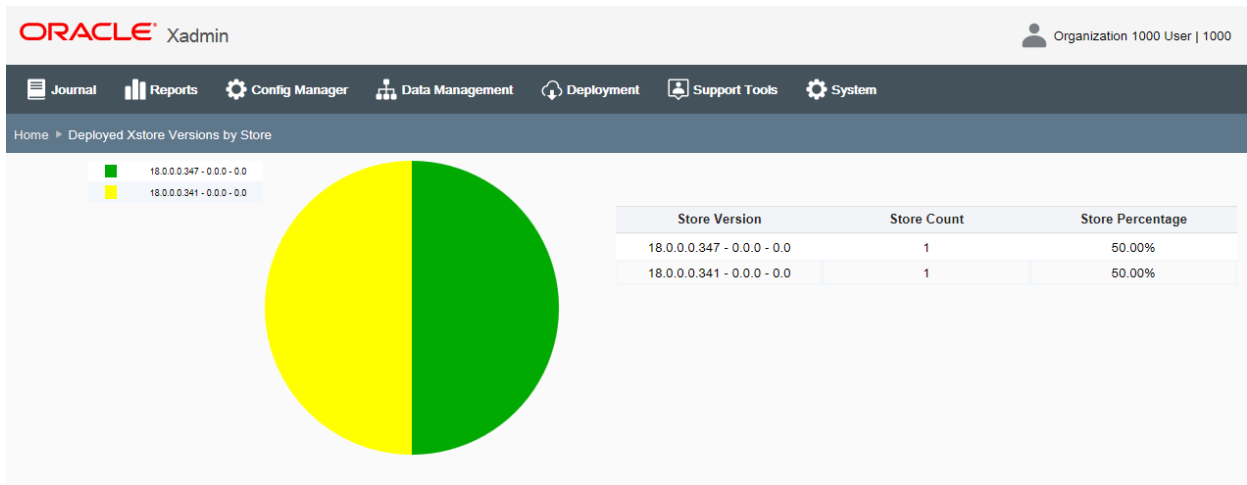 ORACLE® Xadmin
Organization 1000 User | 1000
Journal Reports Config Manager Data Management Deployment Support Tools System
Home Deployed Xstore Versions by Store
18.0.0.0.347 - 0.0.0 - 0.0
18.0.0.0.341 - 0.0.0 - 0.0
Store Version Store Count Store Percentage
18.0.0.0.347 - 0.0.0 - 0.0 1 50.00%
18.0.0.0.341 - 0.0.0 - 0.0 1 50.00%